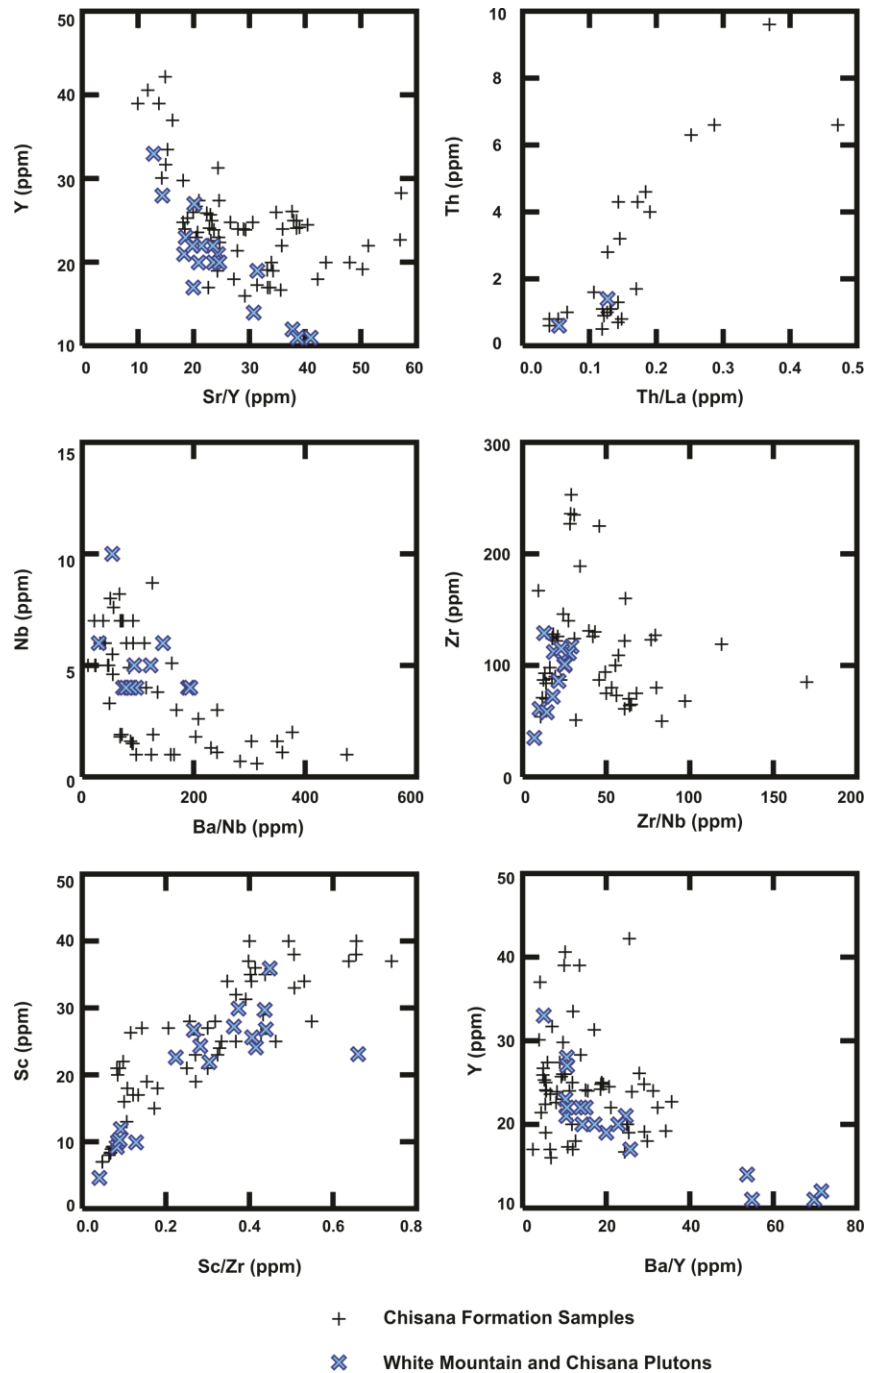 50
40
30
20
10
Y (ppm)
0 10 20 30 40 50 60
Sr/Y (ppm)
10
8
6
4
2
0
Th (ppm)
0.0 0.1 0.2 0.3 0.4 0.5
Th/La (ppm)
15
10
5
0
Nb (ppm)
0 200 400 600
Ba/Nb (ppm)
300
200
100
0
Zr (ppm)
0 50 100 150 200
Zr/Nb (ppm)
50
40
30
20
10
0
Sc (ppm)
0.0 0.2 0.4 0.6 0.8
Sc/Zr (ppm)
50
40
30
20
10
Y (ppm)
0 20 40 60 80
Ba/Y (ppm)
Chisana Formation Samples
White Mountain and Chisana Plutons